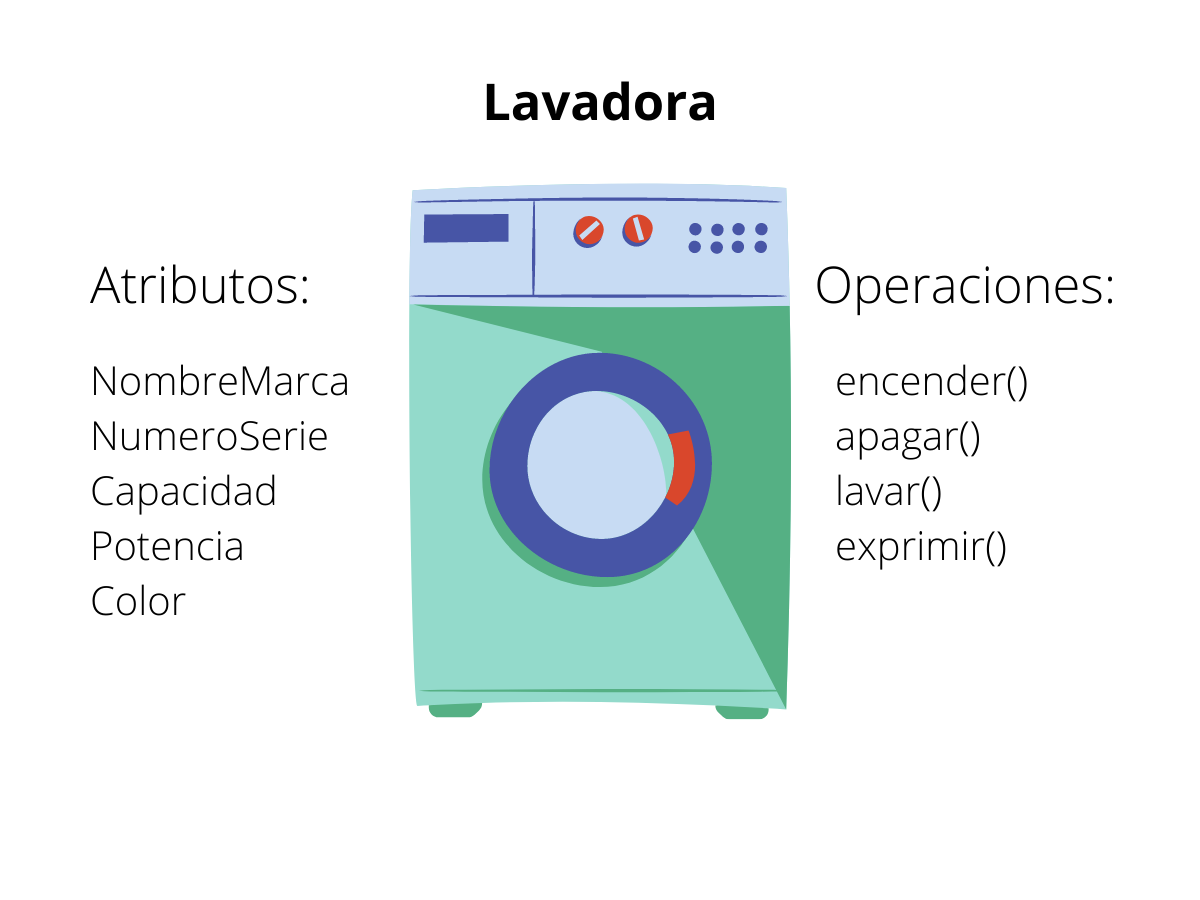 Lavadora
Atributos:
NombreMarca
NumeroSerie
Capacidad
Potencia
Color
Operaciones:
encender()
apagar()
lavar()
exprimir()